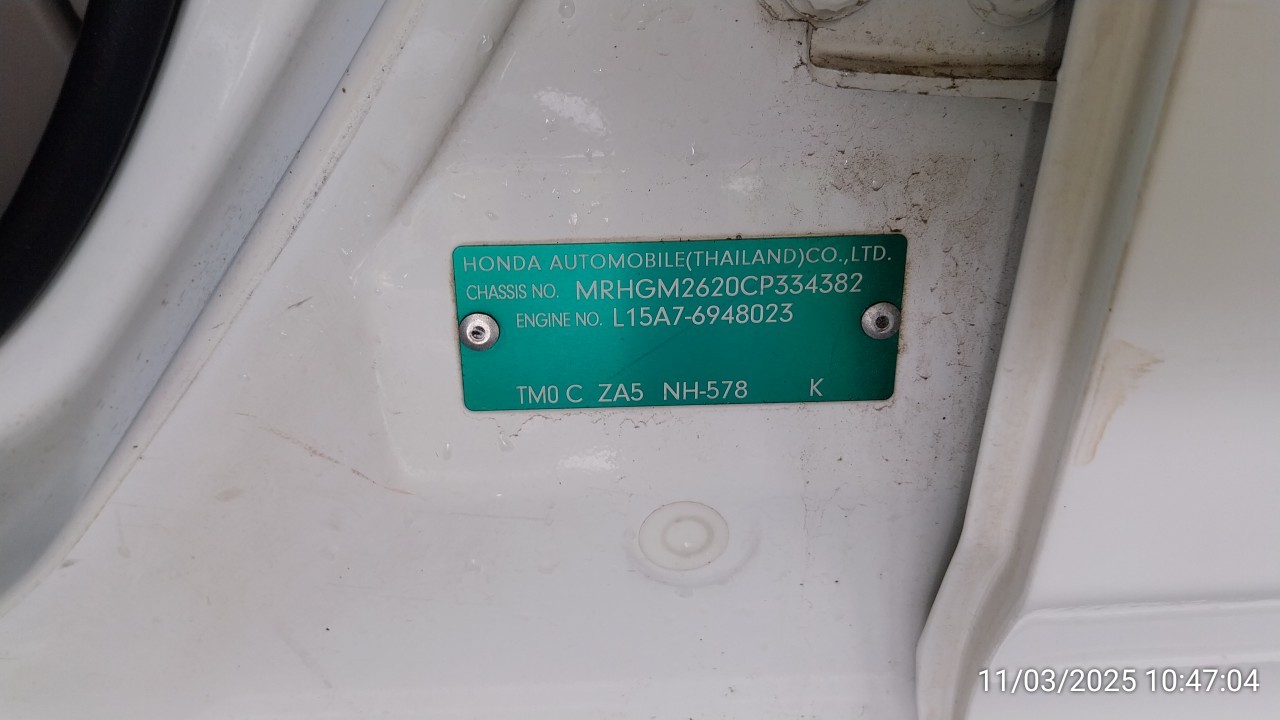 HONDA AUTOMOBILE(THAILAND)CO.,LTD.
CHASSIS NO. MRHGM2620CP334382
ENGINE NO. L15A7-6948023
TM0 C ZA5 NH-578 K
11/03/2025 10:47:04